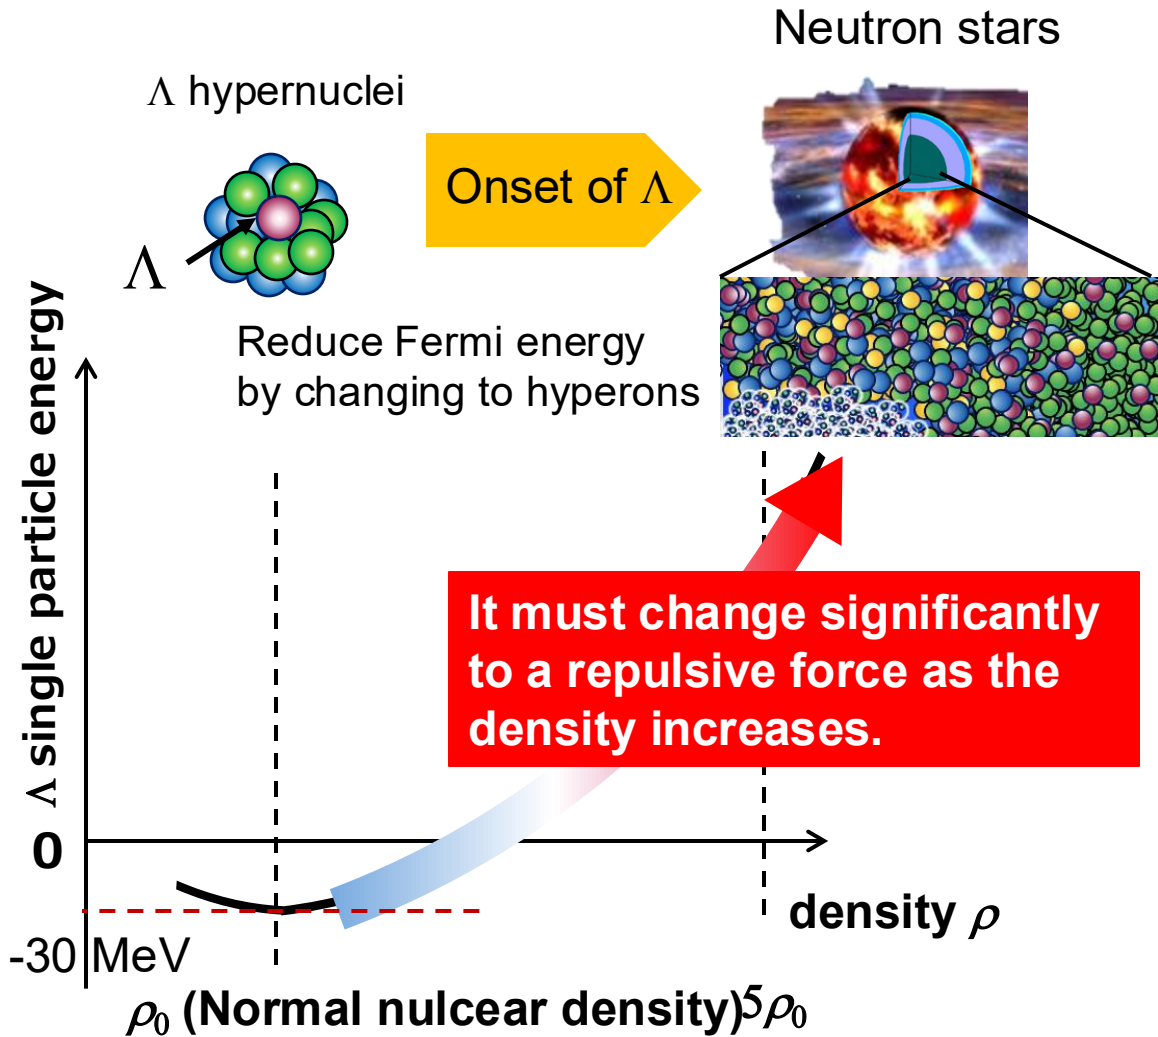 Neutron stars
Λ hypernuclei
Onset of Λ
Λ
Reduce Fermi energy
by changing to hyperons
Λ single particle energy
It must change significantly
to a repulsive force as the
density increases.
0
density ρ
-30 MeV
ρ₀ (Normal nulcear density)
5ρ₀